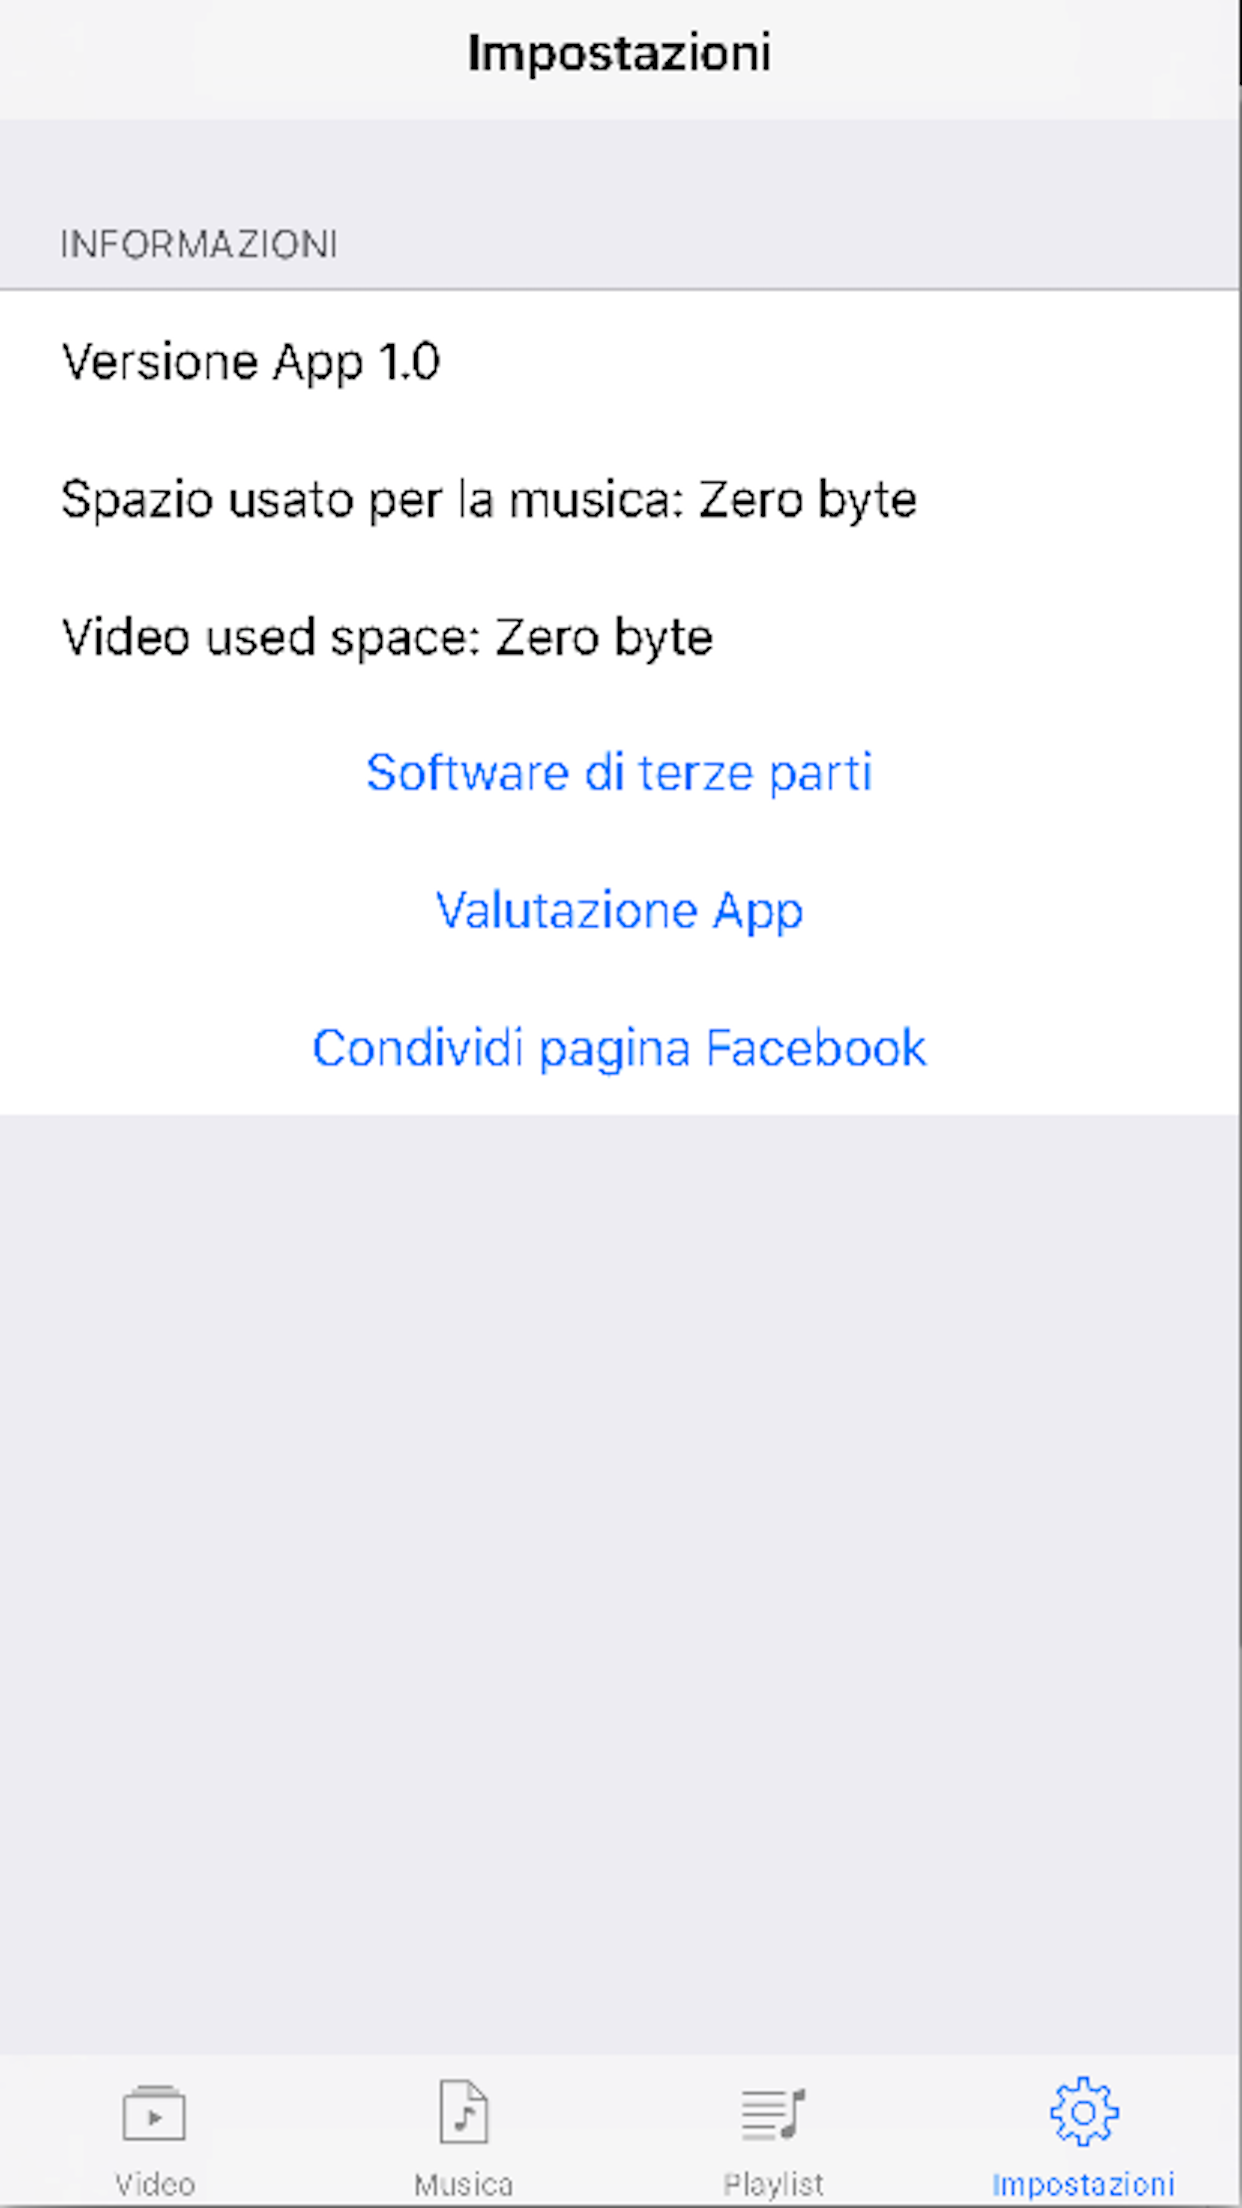 Impostazioni
INFORMAZIONI
Versione App 1.0
Spazio usato per la musica: Zero byte
Video used space: Zero byte
Software di terze parti
Valutazione App
Condividi pagina Facebook
Video
Musica
Playlist
Impostazioni